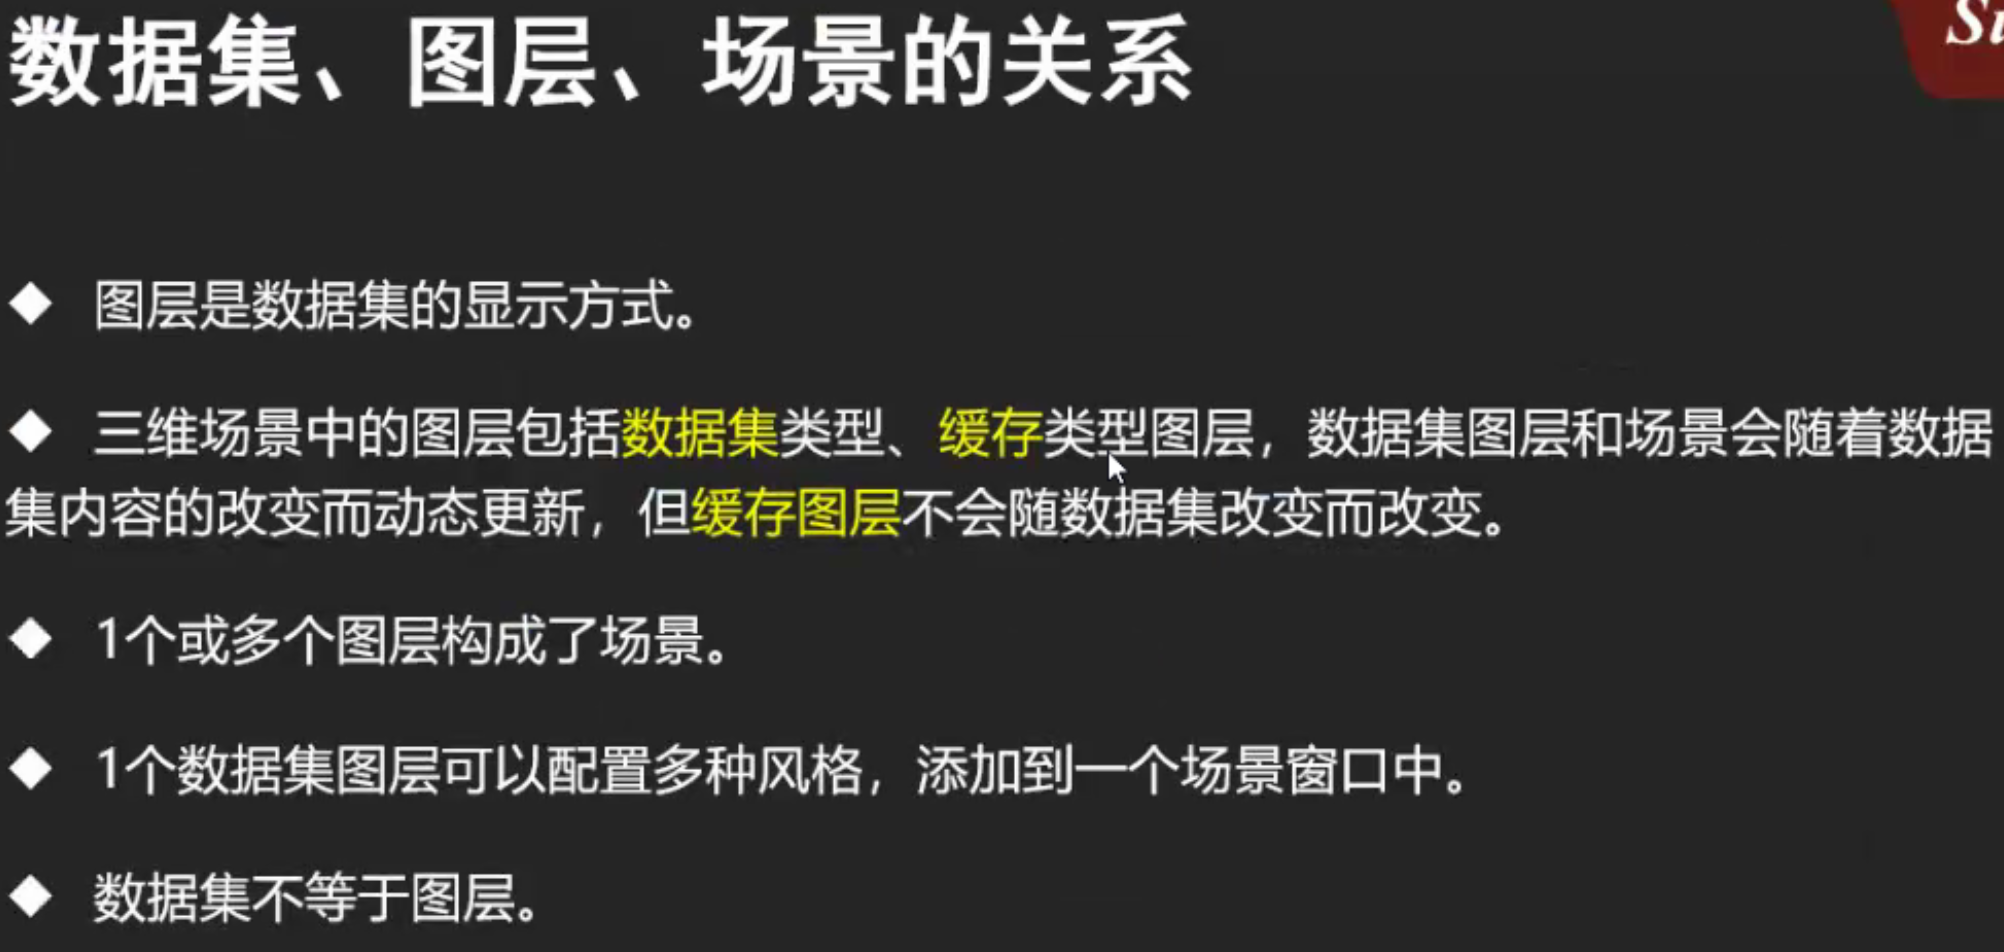 数据集、图层、场景的关系
Su
◆ 图层是数据集的显示方式。
◆ 三维场景中的图层包括数据集类型、缓存类型图层，数据集图层和场景会随着数据
集内容的改变而动态更新，但缓存图层不会随数据集改变而改变。
◆ 1个或多个图层构成了场景。
◆ 1个数据集图层可以配置多种风格，添加到一个场景窗口中。
◆ 数据集不等于图层。